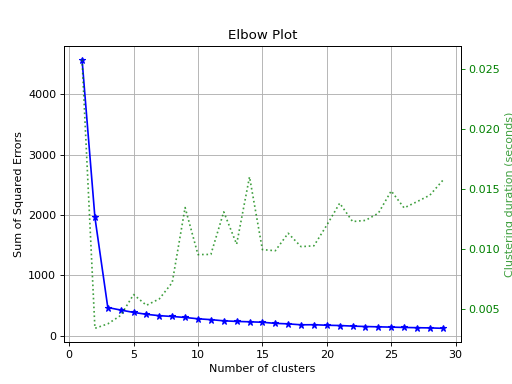 Elbow Plot
Sum of Squared Errors
4000
3000
2000
1000
0
0 5 10 15 20 25 30
Number of clusters
0.025
0.020
0.015
0.010
0.005
Clustering duration (seconds)